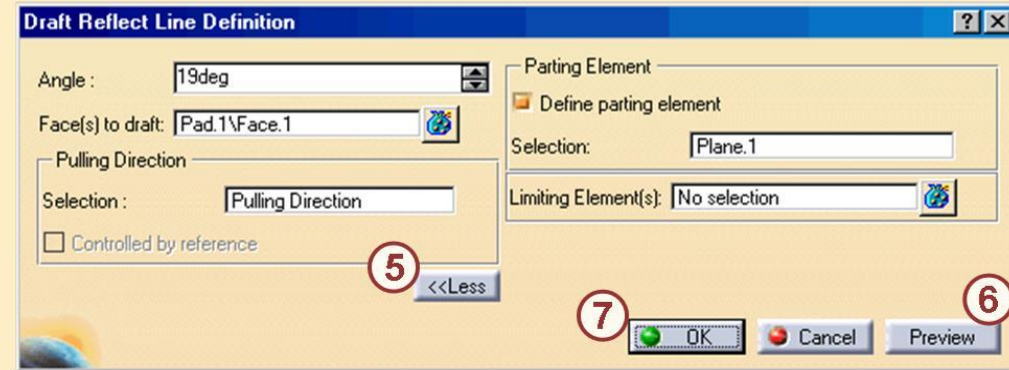 Draft Reflect Line Definition
? X
Angle : 19deg
Face(s) to draft: Pad.1\Face.1
Pulling Direction
Selection : Pulling Direction
Controlled by reference
5 <<Less
Parting Element
Define parting element
Selection: Plane.1
Limiting Element(s): No selection
6
7 OK Cancel Preview